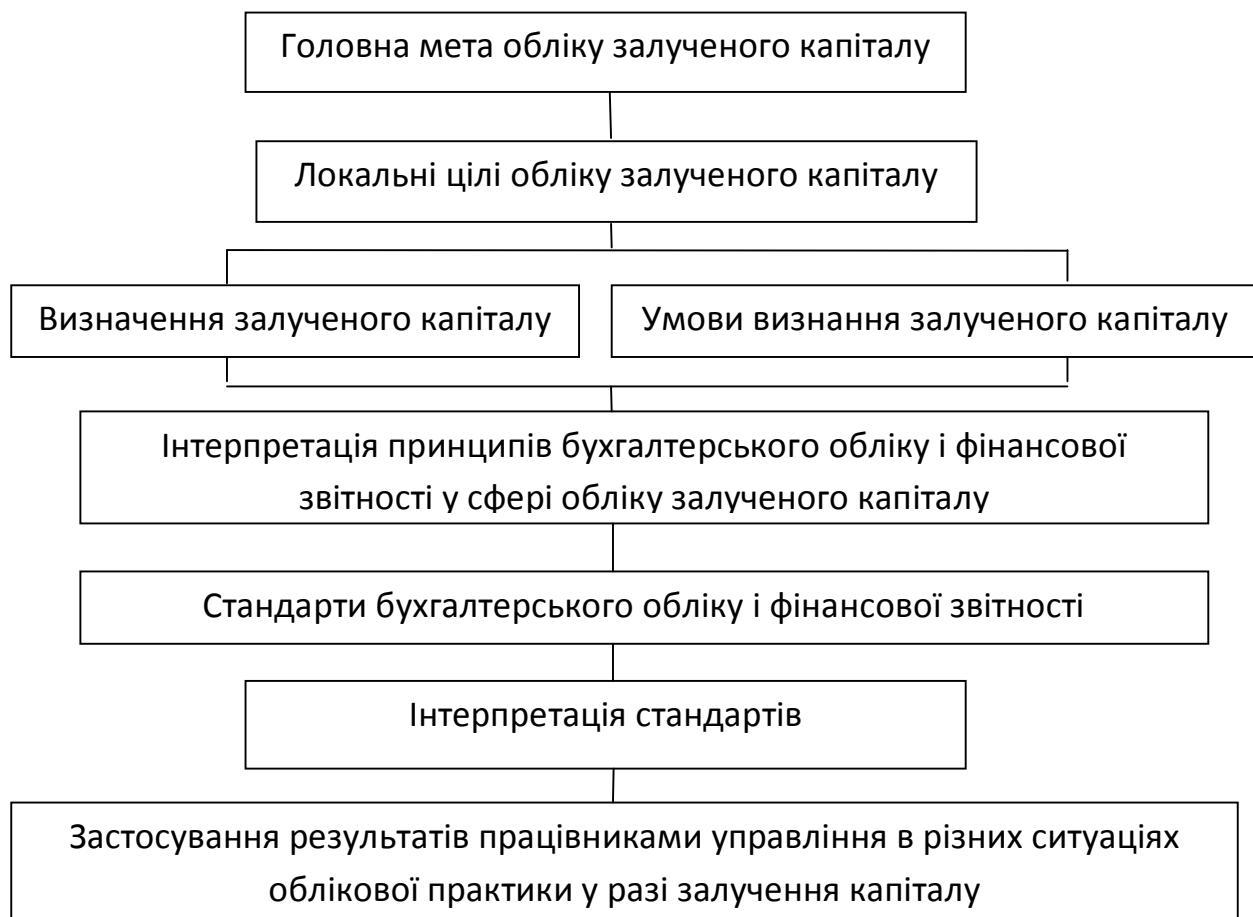 Головна мета обліку залученого капіталу
Локальні цілі обліку залученого капіталу
Визначення залученого капіталу
Умови визнання залученого капіталу
Інтерпретація принципів бухгалтерського обліку і фінансової
звітності у сфері обліку залученого капіталу
Стандарти бухгалтерського обліку і фінансової звітності
Інтерпретація стандартів
Застосування результатів працівниками управління в різних ситуаціях
облікової практики у разі залучення капіталу